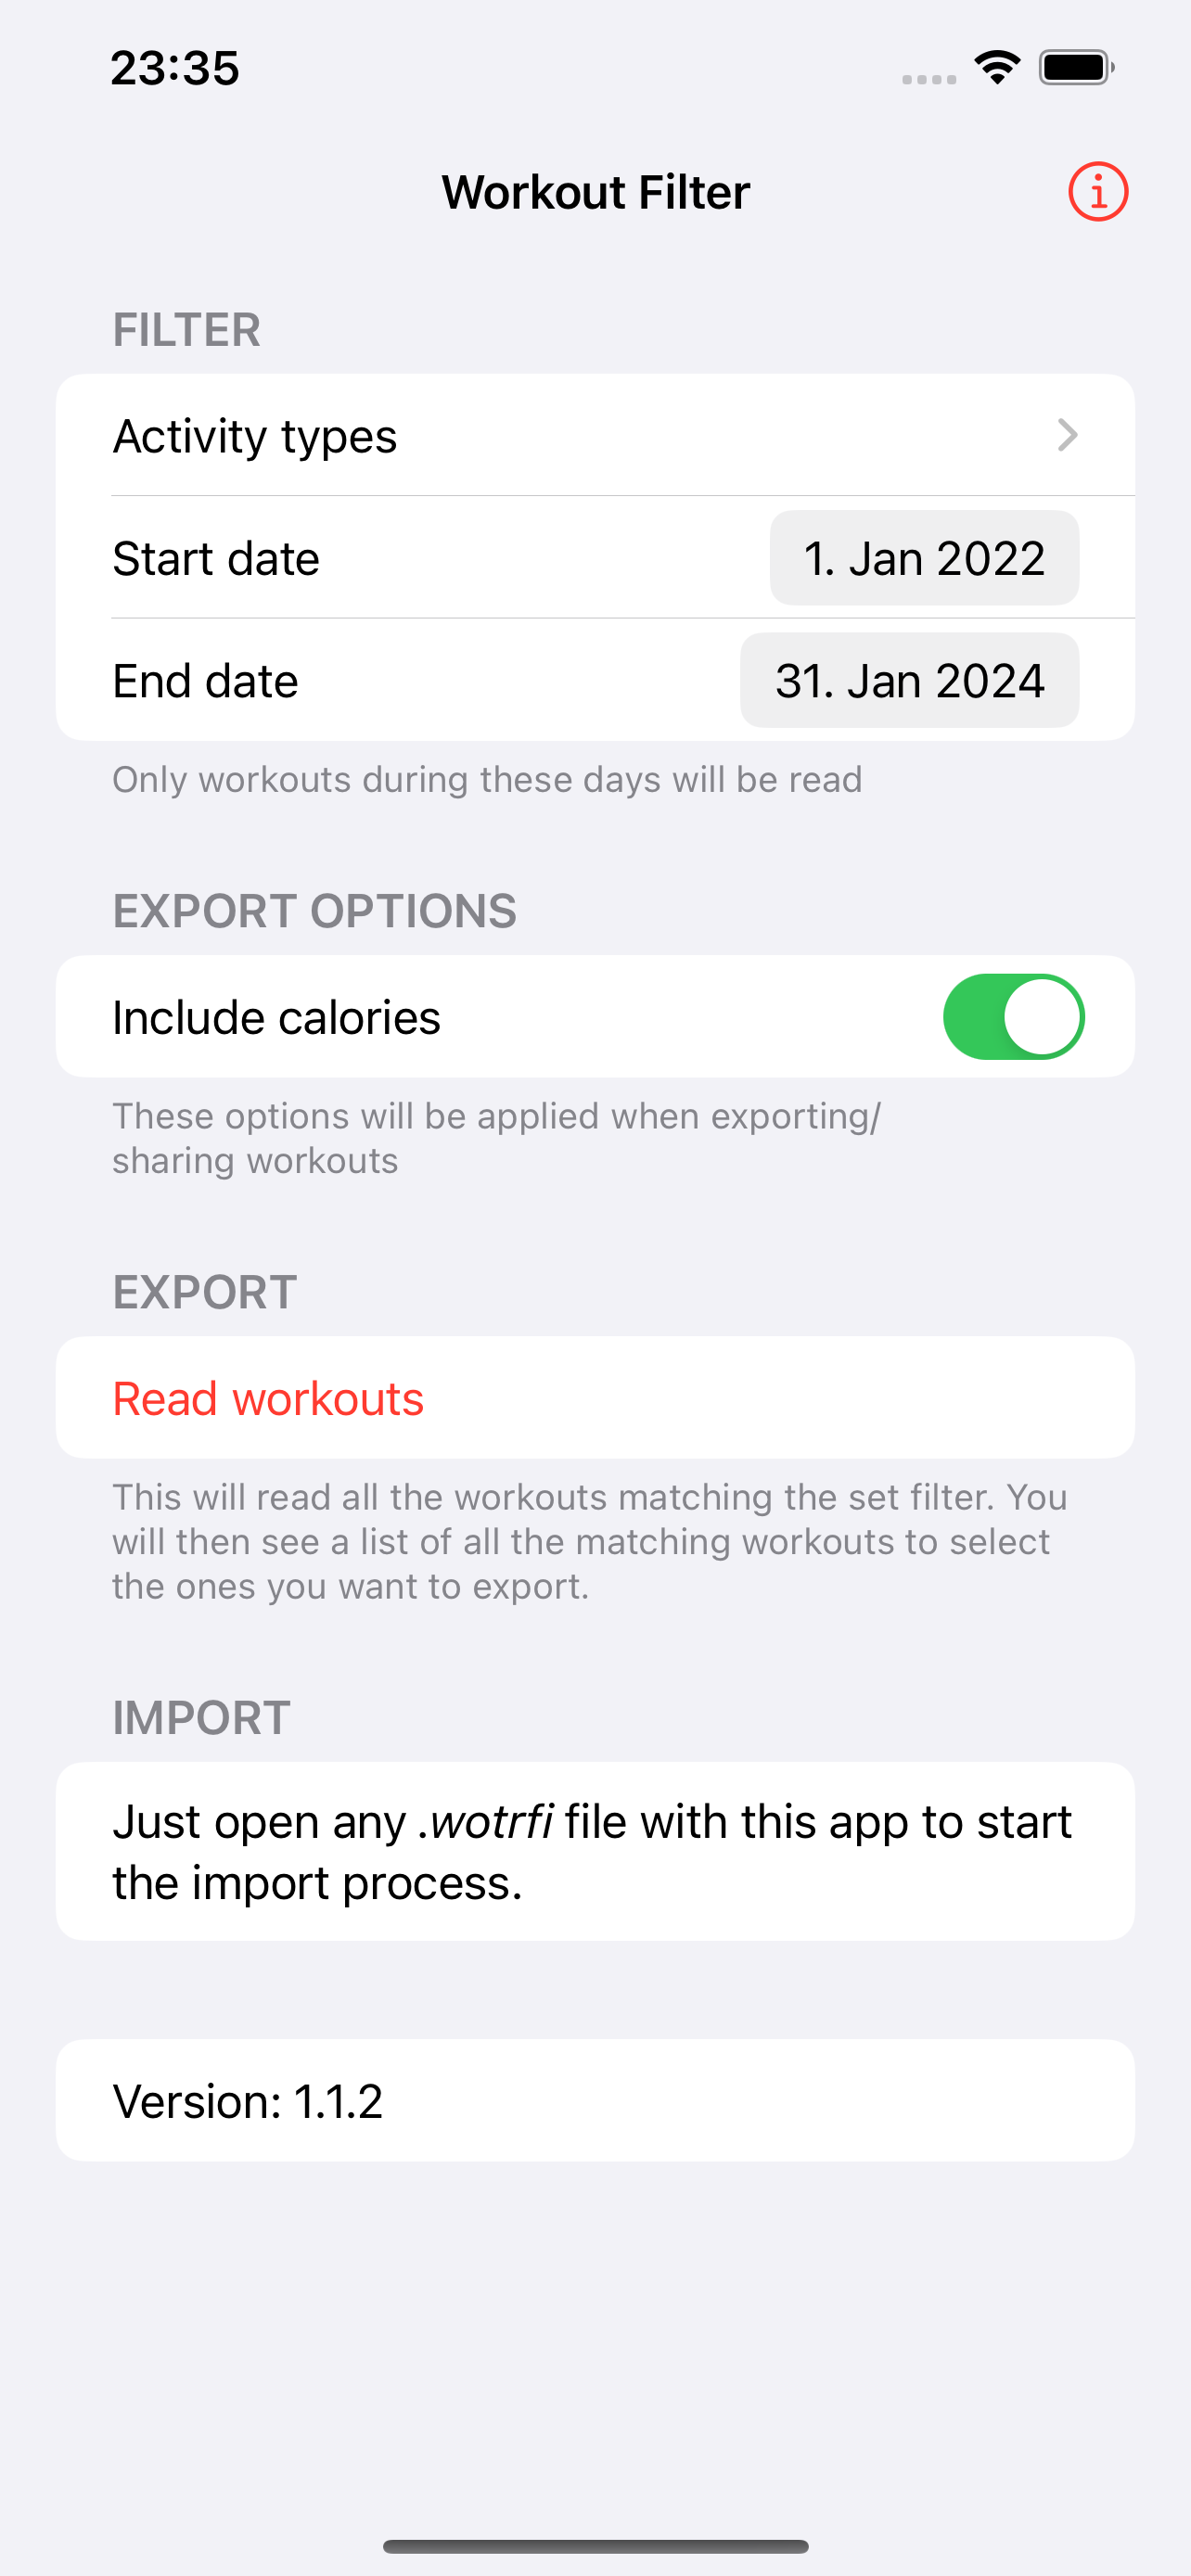 23:35
Workout Filter
FILTER
Activity types
Start date
1. Jan 2022
End date
31. Jan 2024
Only workouts during these days will be read
EXPORT OPTIONS
Include calories
These options will be applied when exporting/
sharing workouts
EXPORT
Read workouts
This will read all the workouts matching the set filter. You
will then see a list of all the matching workouts to select
the ones you want to export.
IMPORT
Just open any .wotrfi file with this app to start
the import process.
Version: 1.1.2